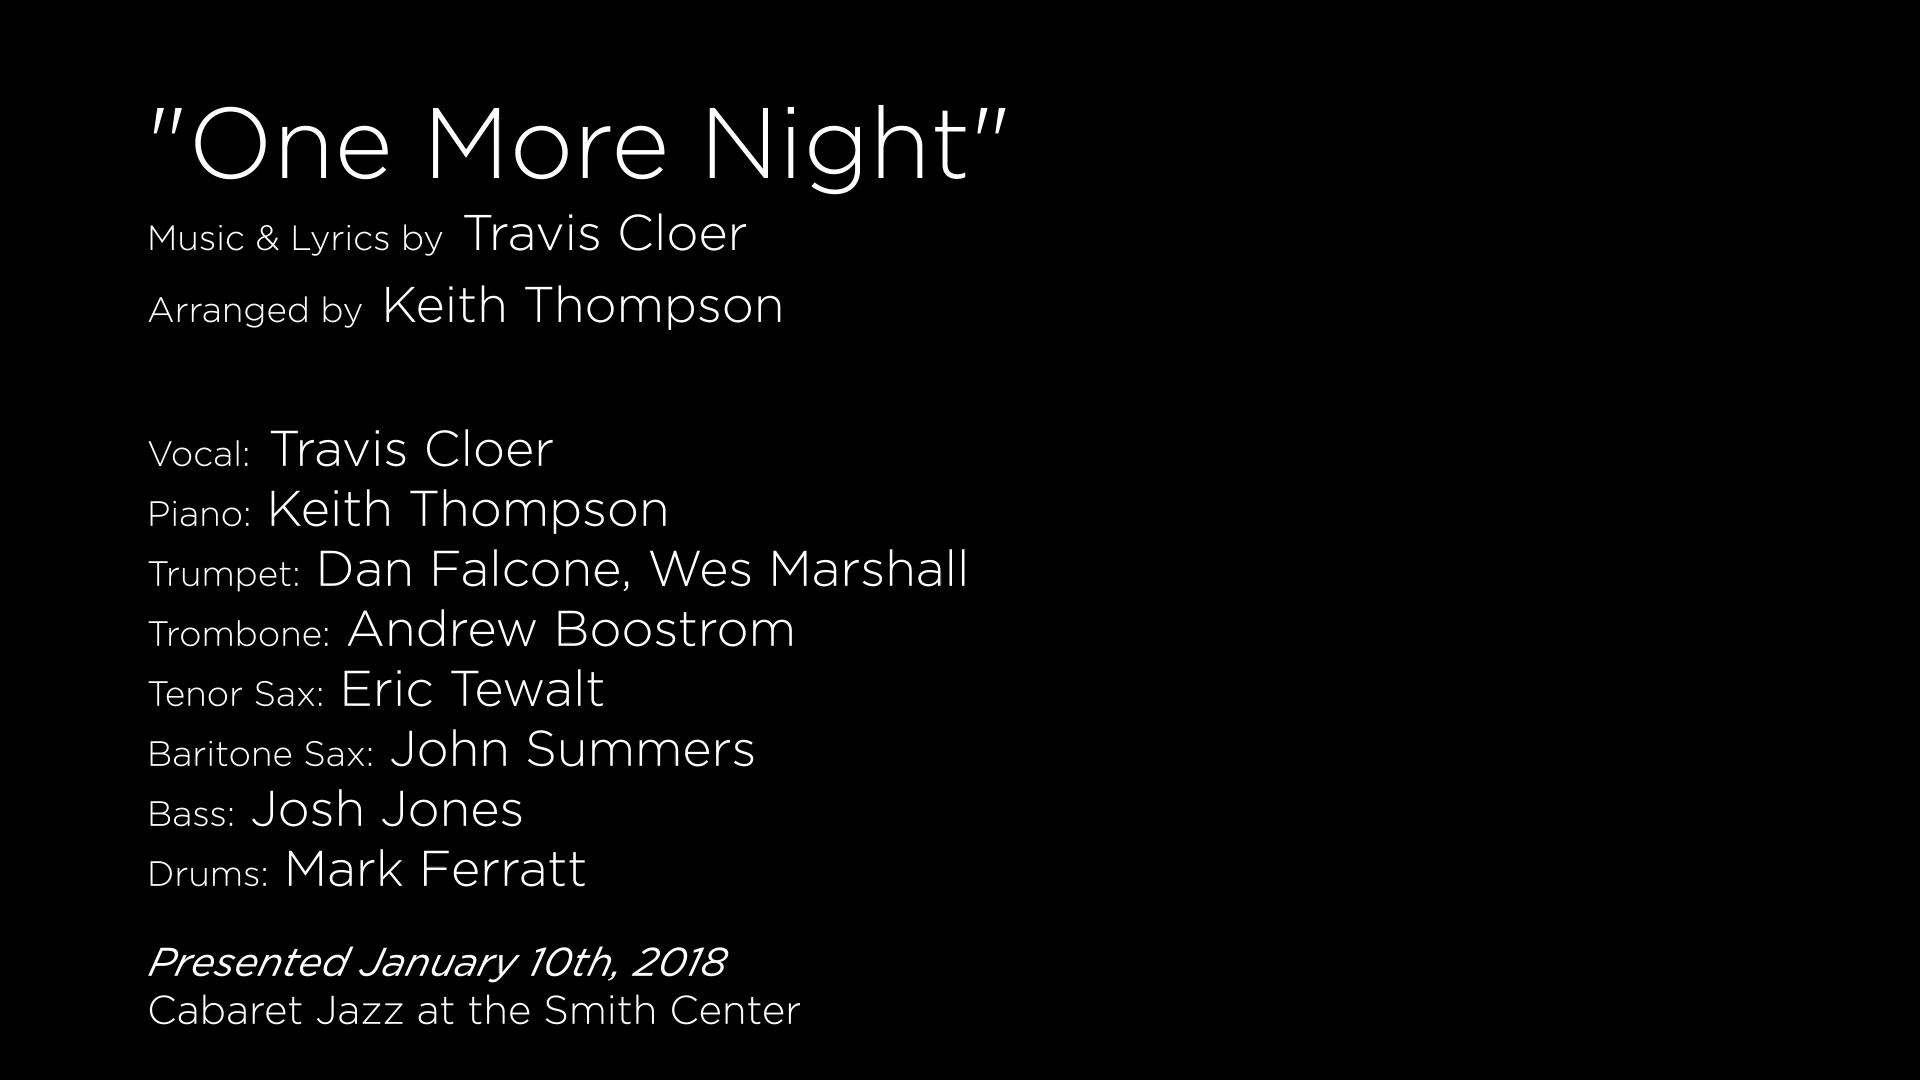 "One More Night"
Music & Lyrics by Travis Cloer
Arranged by Keith Thompson
Vocal: Travis Cloer
Piano: Keith Thompson
Trumpet: Dan Falcone, Wes Marshall
Trombone: Andrew Boostrom
Tenor Sax: Eric Tewalt
Baritone Sax: John Summers
Bass: Josh Jones
Drums: Mark Ferratt
Presented January 10th, 2018
Cabaret Jazz at the Smith Center